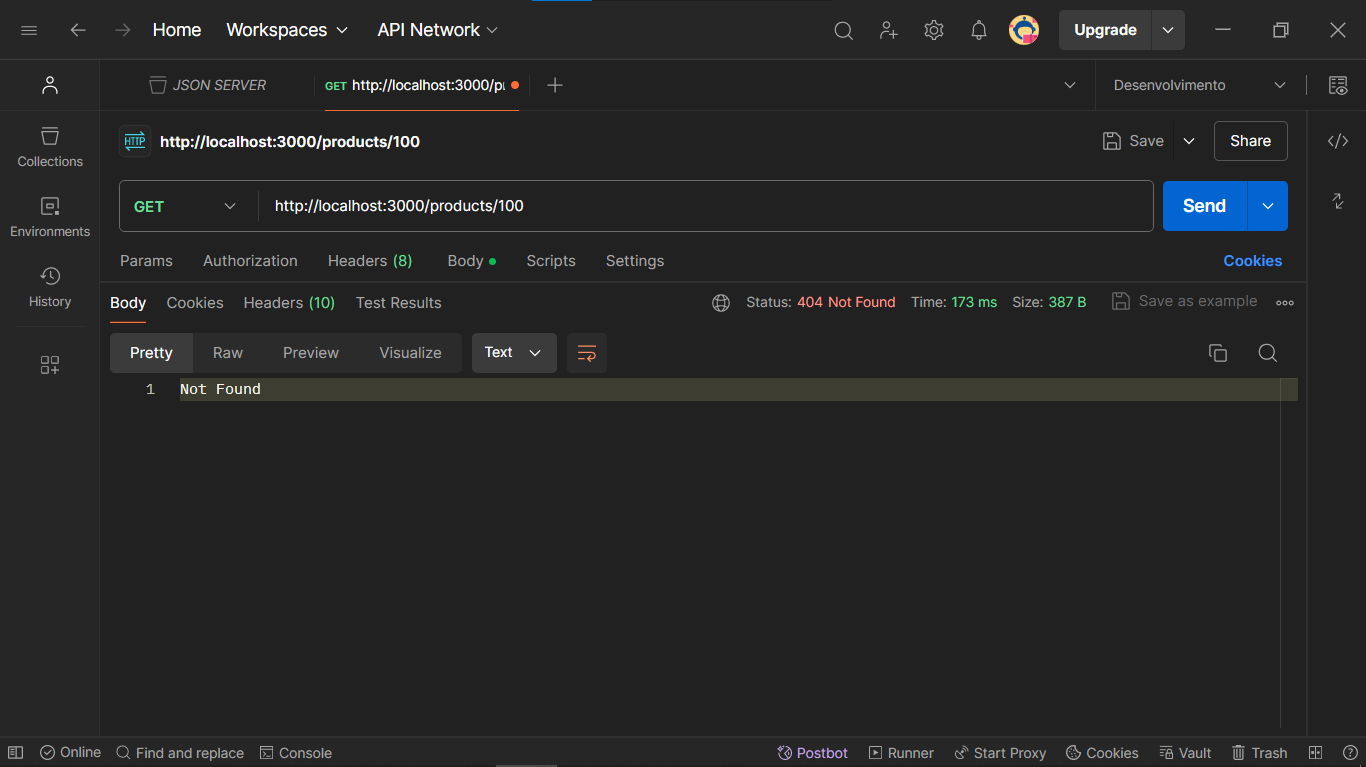 Home Workspaces API Network Upgrade
JSON SERVER GET http://localhost:3000/p Desenvolvimento
HTTP http://localhost:3000/products/100 Save Share
Collections
GET http://localhost:3000/products/100 Send
Environments
Params Authorization Headers (8) Body Scripts Settings Cookies
History
Body Cookies Headers (10) Test Results Status: 404 Not Found Time: 173 ms Size: 387 B Save as example
Pretty Raw Preview Visualize Text
1 Not Found
Online Find and replace Console Postbot Runner Start Proxy Cookies Vault Trash